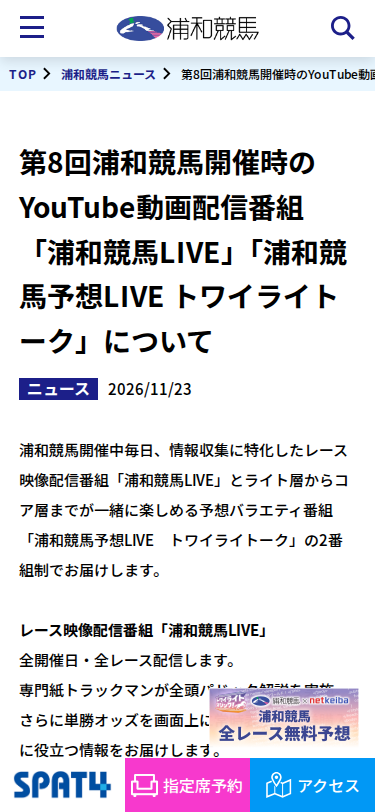 浦和競馬
TOP
浦和競馬ニュース
第8回浦和競馬開催時のYouTube動画
第8回浦和競馬開催時の
YouTube動画配信番組
「浦和競馬LIVE」「浦和競
馬予想LIVE トワイライト
ーク」について
ニュース 2026/11/23
浦和競馬開催中毎日、情報収集に特化したレース
映像配信番組「浦和競馬LIVE」とライト層からコ
ア層までが一緒に楽しめる予想バラエティ番組
「浦和競馬予想LIVE　トワイライトーク」の2番
組制でお届けします。
レース映像配信番組「浦和競馬LIVE」
全開催日・全レース配信します。
専門紙トラックマンが全頭パドック解説を実施。
さらに単勝オッズを画面上に
に役立つ情報をお届けします。
浦和競馬×netkeiba
浦和競馬
全レース無料予想
SPAT4
指定席予約
アクセス